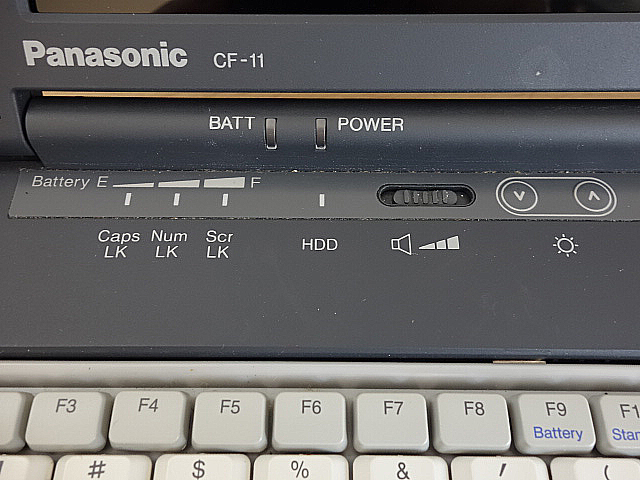 Panasonic CF-11
BATT POWER
Battery E F
Caps LK Num LK Scr LK HDD
F3 F4 F5 F6 F7 F8 F9 Battery
# $ % & ' (